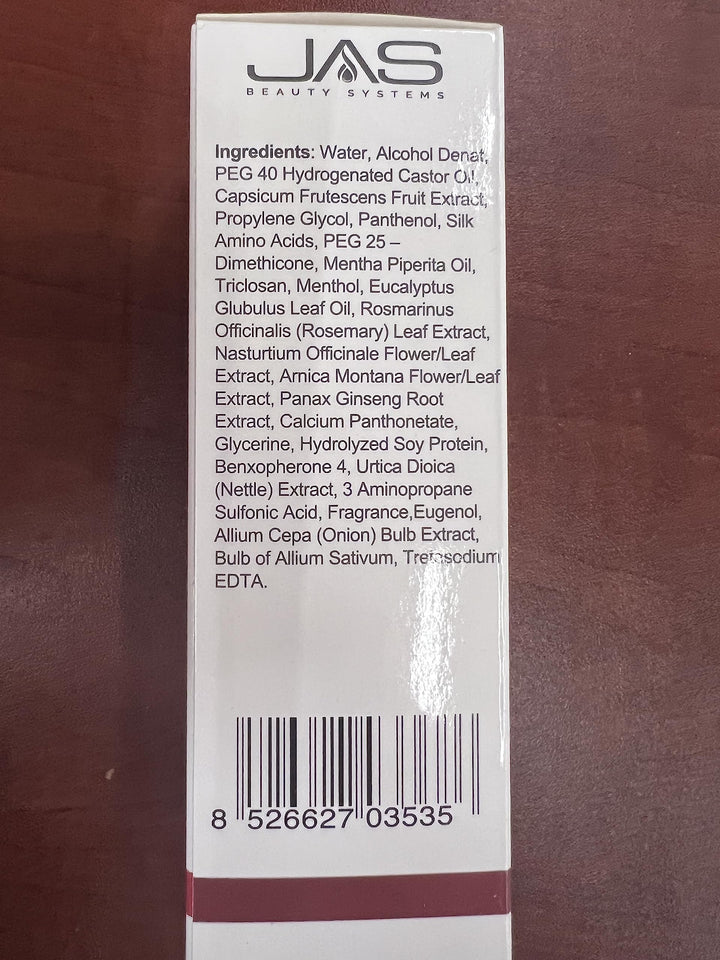 JAS
BEAUTY SYSTEMS
Ingredients: Water, Alcohol Denat,
PEG 40 Hydrogenated Castor Oil,
Capsicum Frutescens Fruit Extract,
Propylene Glycol, Panthenol, Silk
Amino Acids, PEG 25 –
Dimethicone, Mentha Piperita Oil,
Triclosan, Menthol, Eucalyptus
Glubulus Leaf Oil, Rosmarinus
Officinalis (Rosemary) Leaf Extract,
Nasturtium Officinale Flower/Leaf
Extract, Arnica Montana Flower/Leaf
Extract, Panax Ginseng Root
Extract, Calcium Panthonetate,
Glycerine, Hydrolyzed Soy Protein,
Benxopherone 4, Urtica Dioica
(Nettle) Extract, 3 Aminopropane
Sulfonic Acid, Fragrance,Eugenol,
Allium Cepa (Onion) Bulb Extract,
Bulb of Allium Sativum, Tretasodium
EDTA.
8 526627 03535